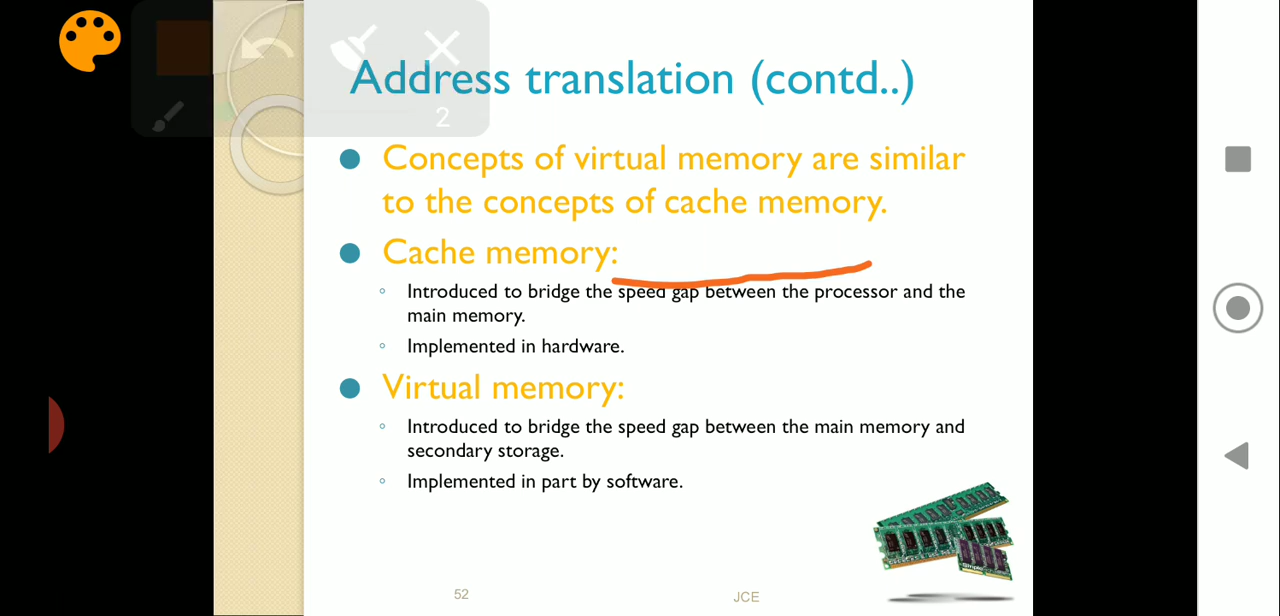 2
Address translation (contd..)
Concepts of virtual memory are similar
to the concepts of cache memory.
Cache memory:
Introduced to bridge the speed gap between the processor and the
main memory.
Implemented in hardware.
Virtual memory:
Introduced to bridge the speed gap between the main memory and
secondary storage.
Implemented in part by software.
52
JCE